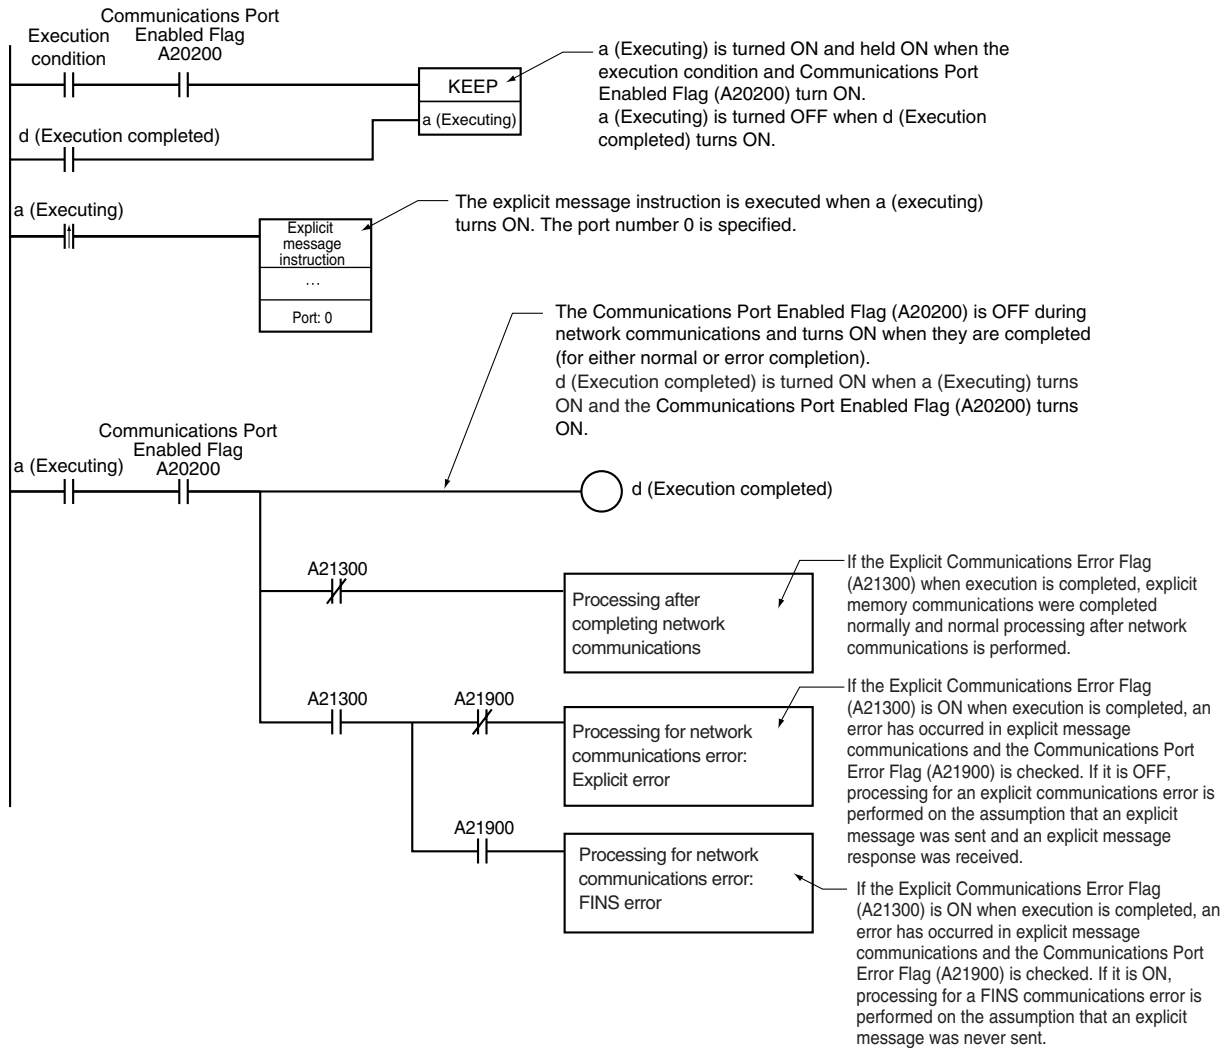 Communications Port
Enabled Flag
A20200
Execution
condition
KEEP
a (Executing)
a (Executing) is turned ON and held ON when the
execution condition and Communications Port
Enabled Flag (A20200) turn ON.
a (Executing) is turned OFF when d (Execution
completed) turns ON.
d (Execution completed)
a (Executing)
Explicit
message
instruction
...
Port: 0
The explicit message instruction is executed when a (executing)
turns ON. The port number 0 is specified.
The Communications Port Enabled Flag (A20200) is OFF during
network communications and turns ON when they are completed
(for either normal or error completion).
d (Execution completed) is turned ON when a (Executing) turns
ON and the Communications Port Enabled Flag (A20200) turns
ON.
Communications Port
Enabled Flag
A20200
a (Executing)
d (Execution completed)
A21300
Processing after
completing network
communications
If the Explicit Communications Error Flag
(A21300) when execution is completed, explicit
memory communications were completed
normally and normal processing after network
communications is performed.
A21300
A21900
Processing for network
communications error:
Explicit error
If the Explicit Communications Error Flag
(A21300) is ON when execution is completed, an
error has occurred in explicit message
communications and the Communications Port
Error Flag (A21900) is checked. If it is OFF,
processing for an explicit communications error is
performed on the assumption that an explicit
message was sent and an explicit message
response was received.
A21900
Processing for network
communications error:
FINS error
If the Explicit Communications Error Flag
(A21300) is ON when execution is completed, an
error has occurred in explicit message
communications and the Communications Port
Error Flag (A21900) is checked. If it is ON,
processing for a FINS communications error is
performed on the assumption that an explicit
message was never sent.